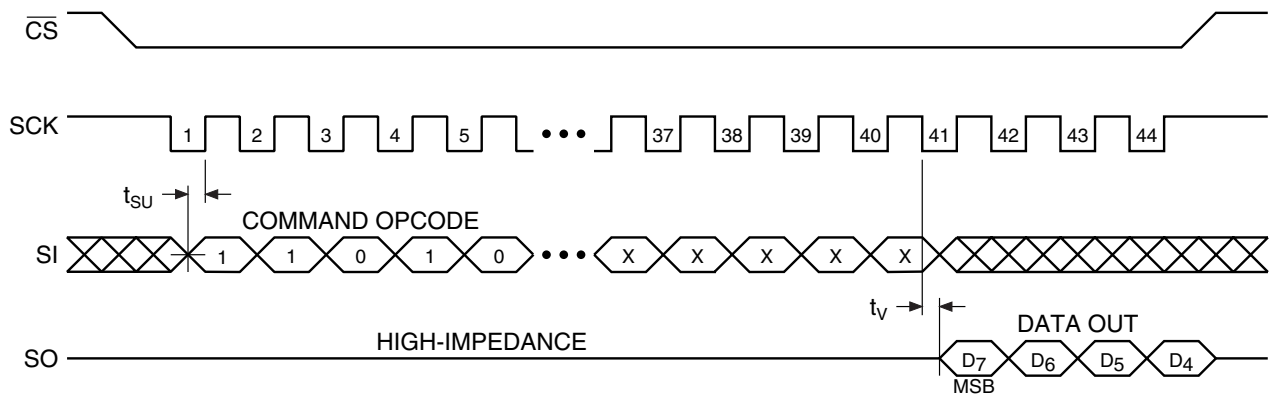 CS
SCK 1 2 3 4 5 ••• 37 38 39 40 41 42 43 44
tSU
COMMAND OPCODE
SI 1 1 0 1 0 ••• X X X X X
tV
DATA OUT
HIGH-IMPEDANCE
SO D7 D6 D5 D4
MSB